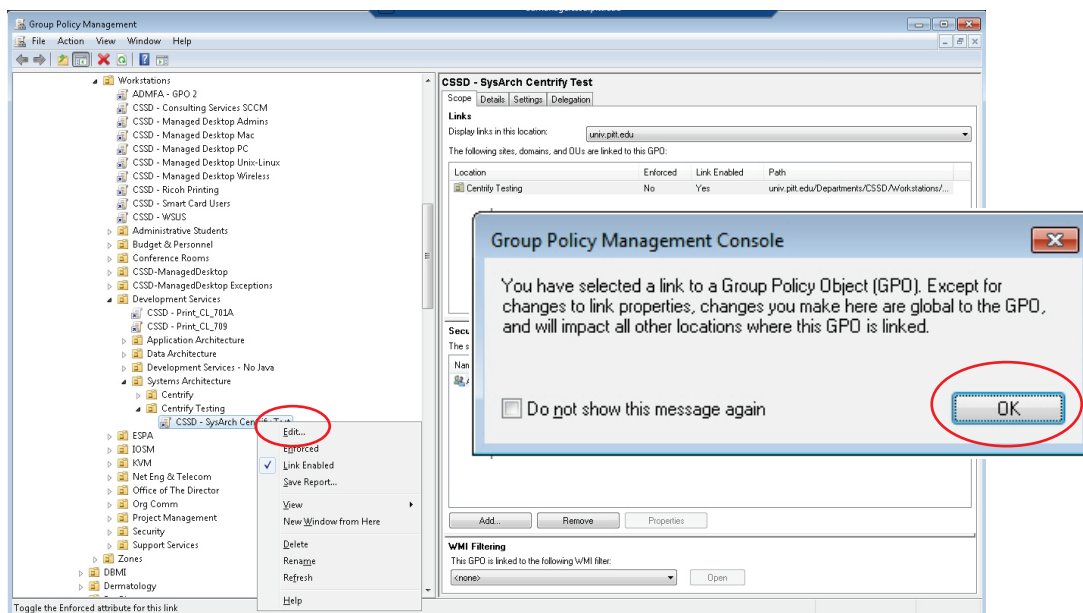 Group Policy Management
File Action View Window Help
Workstations
ADMFA - GPO 2
CSSD - Consulting Services SCCM
CSSD - Managed Desktop Admins
CSSD - Managed Desktop Mac
CSSD - Managed Desktop PC
CSSD - Managed Desktop Unix-Linux
CSSD - Managed Desktop Wireless
CSSD - Ricoh Printing
CSSD - Smart Card Users
CSSD - WSUS
Administrative Students
Budget & Personnel
Conference Rooms
CSSD-ManagedDesktop
CSSD-ManagedDesktop Exceptions
Development Services
CSSD - Print_CL_701A
CSSD - Print_CL_709
Application Architecture
Data Architecture
Development Services - No Java
Systems Architecture
Centrify
Centrify Testing
CSSD - SysArch Centrify Test
ESPA
IOSM
KVM
Net Eng & Telecom
Office of The Director
Org Comm
Project Management
Security
Support Services
Zones
DBMI
Dermatology
Edit...
Enforced
Link Enabled
Save Report...
View
New Window from Here
Delete
Rename
Refresh
Help
CSSD - SysArch Centrify Test
Scope Details Settings Delegation
Links
Display links in this location: univ.pitt.edu
The following sites, domains, and OUs are linked to this GPO:
Location Enforced Link Enabled Path
Centrify Testing No Yes univ.pitt.edu/Departments/CSSD/Workstations/...
Group Policy Management Console
You have selected a link to a Group Policy Object (GPO). Except for
changes to link properties, changes you make here are global to the GPO,
and will impact all other locations where this GPO is linked.
Do not show this message again
OK
Secu
The s
Nan
Add... Remove Properties
WMI Filtering
This GPO is linked to the following WMI filter:
<none> Open
Toggle the Enforced attribute for this link